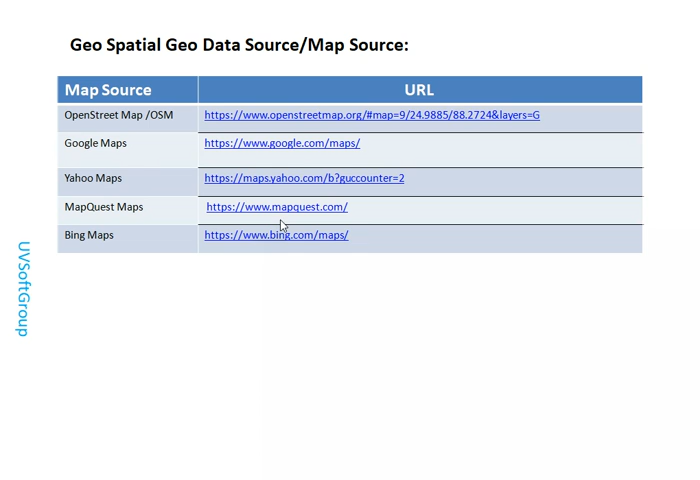 Geo Spatial Geo Data Source/Map Source:
Map Source URL
OpenStreet Map /OSM https://www.openstreetmap.org/#map=9/24.9885/88.2724&layers=G
Google Maps https://www.google.com/maps/
Yahoo Maps https://maps.yahoo.com/b?guccounter=2
MapQuest Maps https://www.mapquest.com/
Bing Maps https://www.bing.com/maps/
UVSoftGroup